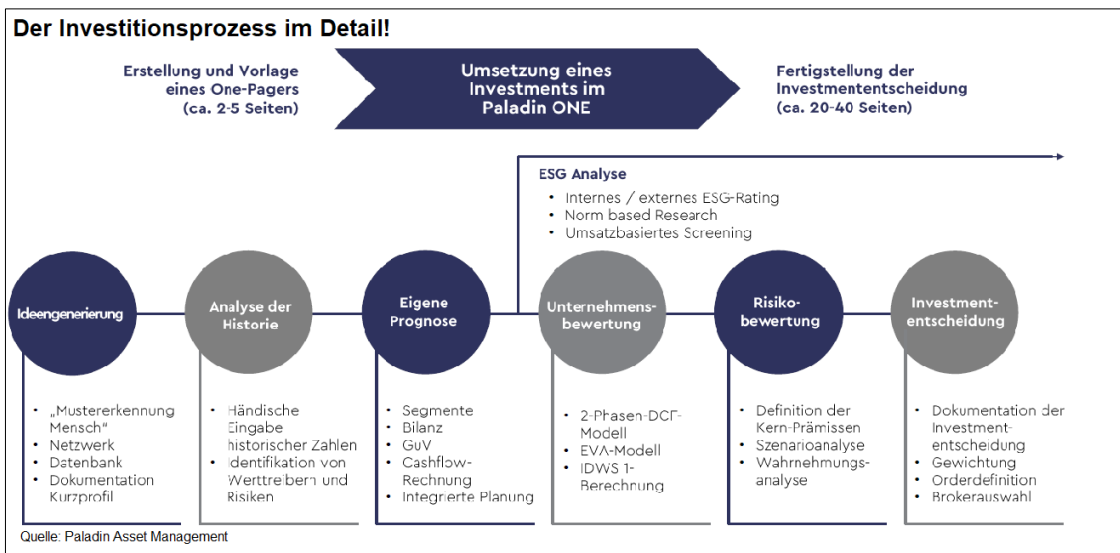 Der Investitionsprozess im Detail!
Erstellung und Vorlage
eines One-Pagers
(ca. 2-5 Seiten)
Umsetzung eines
Investments im
Paladin ONE
Fertigstellung der
Investmententscheidung
(ca. 20-40 Seiten)
ESG Analyse
• Internes / externes ESG-Rating
• Norm based Research
• Umsatzbasiertes Screening
Ideengenerierung
Analyse der
Historie
Eigene
Prognose
Unternehmens-
bewertung
Risiko-
bewertung
Investment-
entscheidung
• „Mustererkennung
Mensch“
• Netzwerk
• Datenbank
• Dokumentation
Kurzprofil
• Händische
Eingabe
historischer Zahlen
• Identifikation von
Werttreibern und
Risiken
• Segmente
• Bilanz
• GuV
• Cashflow-
Rechnung
• Integrierte Planung
• 2-Phasen-DCF-
Modell
• EVA-Modell
• IDWS 1-
Berechnung
• Definition der
Kern-Prämissen
• Szenarioanalyse
• Wahrnehmungs-
analyse
• Dokumentation der
Investment-
entscheidung
• Gewichtung
• Orderdefinition
• Brokerauswahl
Quelle: Paladin Asset Management